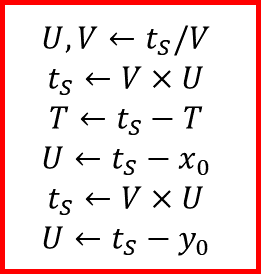 U, V ← t_S/V
t_S ← V × U
T ← t_S − T
U ← t_S − x_0
t_S ← V × U
U ← t_S − y_0